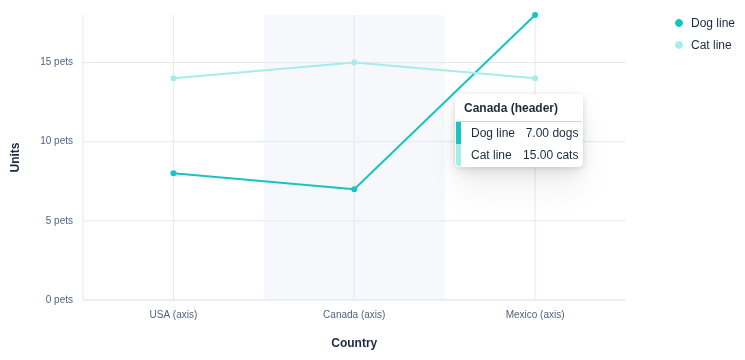 Dog line
Cat line
15 pets
10 pets
5 pets
0 pets
Units
Canada (header)
Dog line 7.00 dogs
Cat line 15.00 cats
USA (axis) Canada (axis) Mexico (axis)
Country